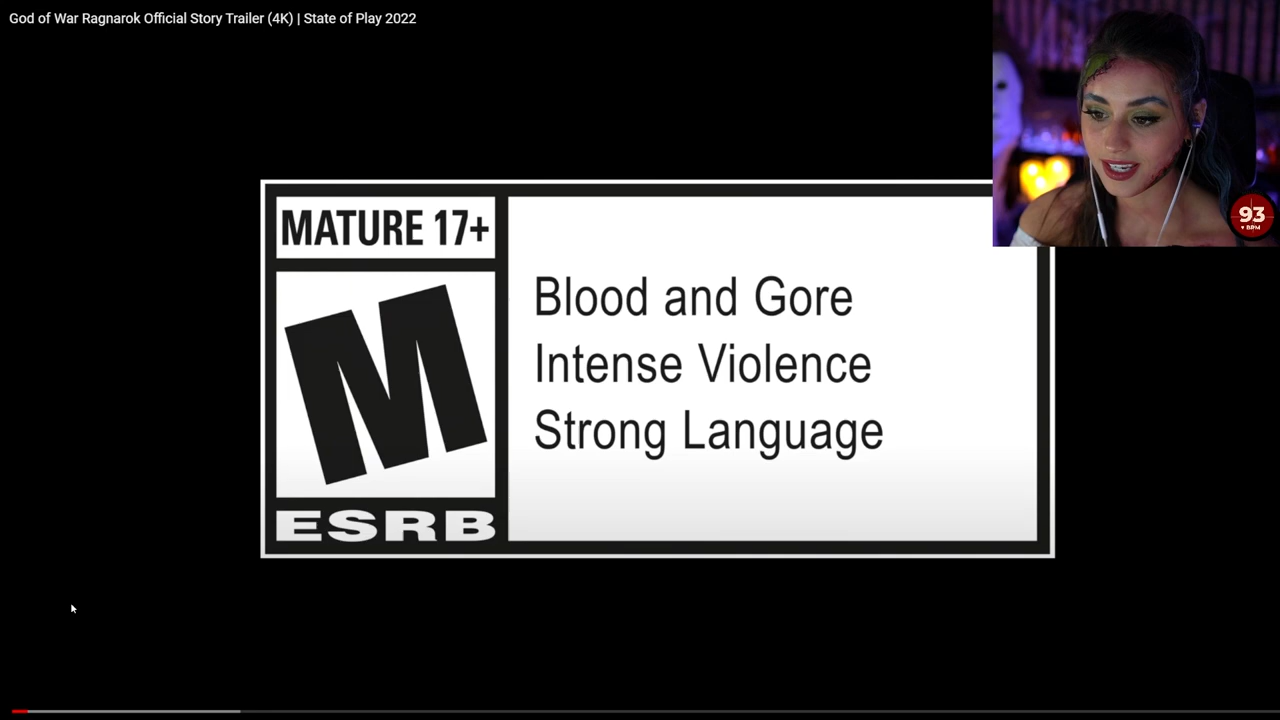 God of War Ragnarok Official Story Trailer (4K) | State of Play 2022
MATURE 17+
M
ESRB
Blood and Gore
Intense Violence
Strong Language
93
♥ BPM